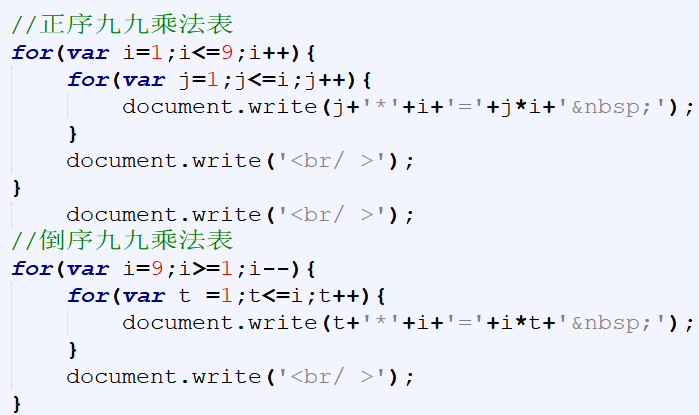 //正序九九乘法表
for(var i=1;i<=9;i++){
    for(var j=1;j<=i;j++){
        document.write(j+'*'+i+'='+j*i+'&nbsp;');
    }
    document.write('<br/ >');
}
    document.write('<br/ >');
//倒序九九乘法表
for(var i=9;i>=1;i--){
    for(var t =1;t<=i;t++){
        document.write(t+'*'+i+'='+i*t+'&nbsp;');
    }
    document.write('<br/ >');
}